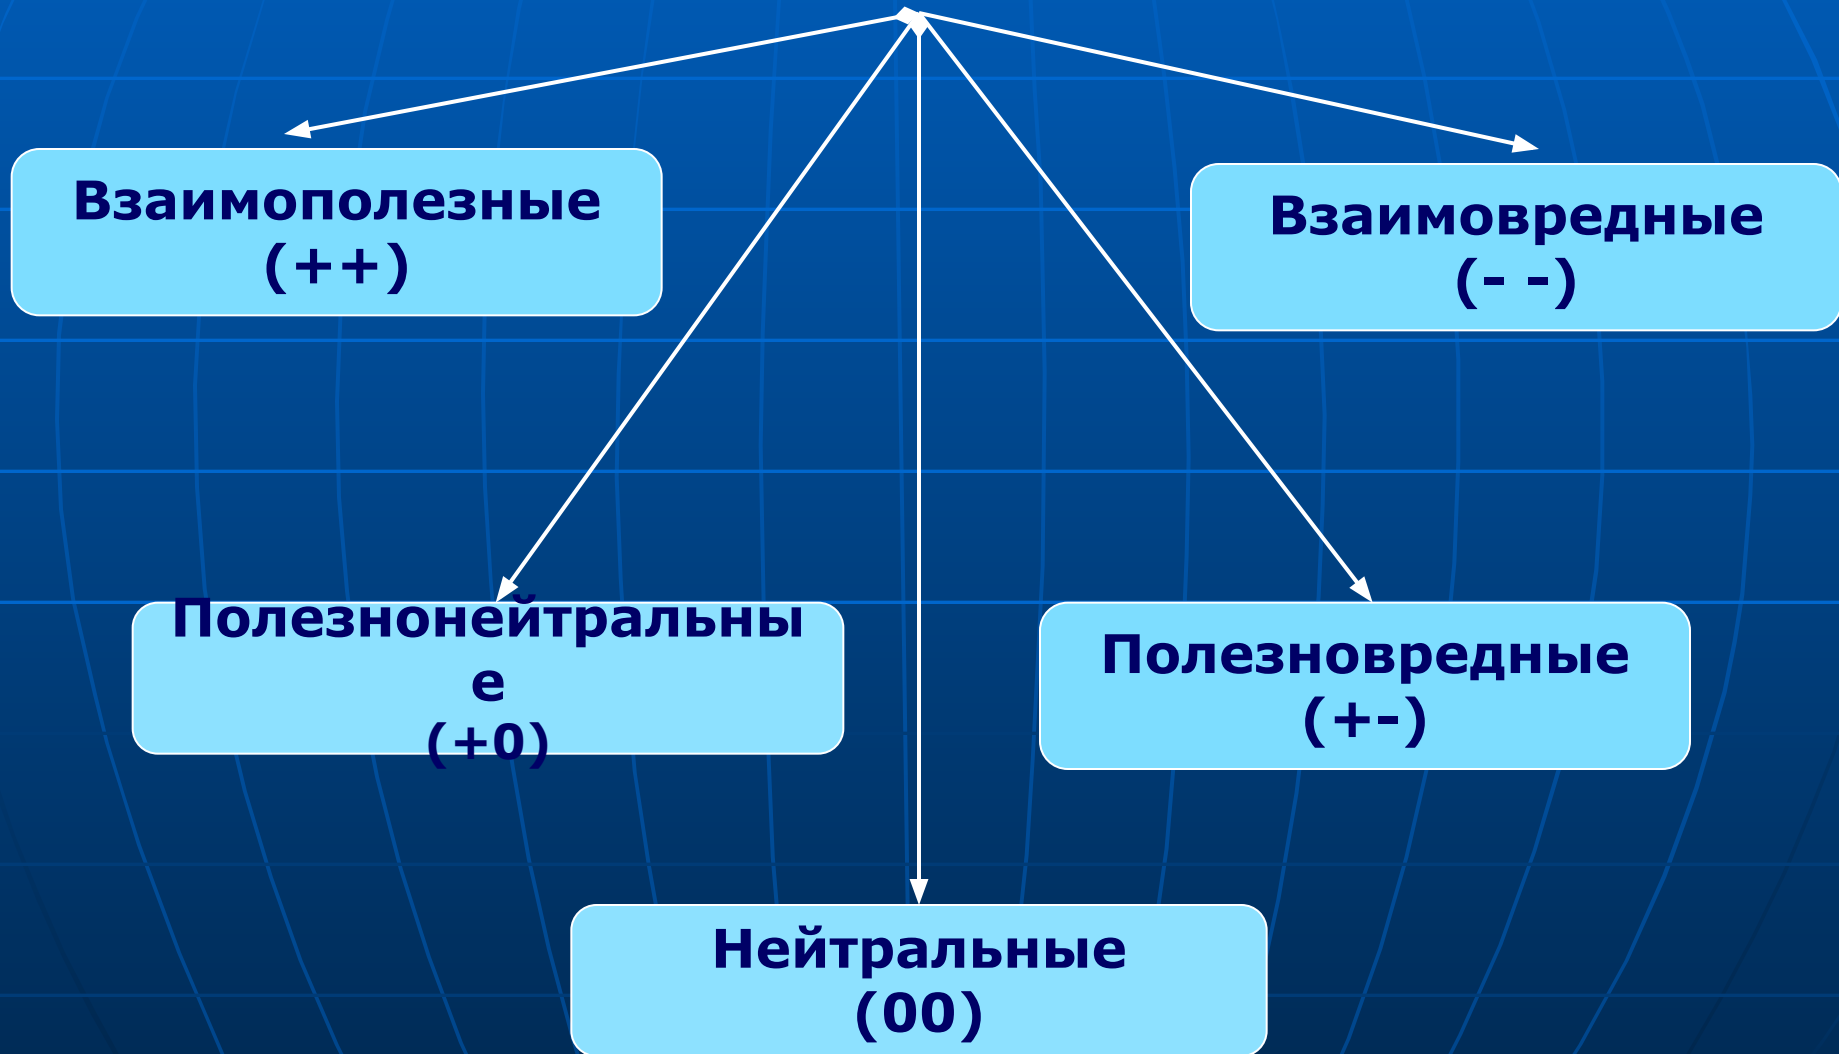 Взаимополезные
(++)
Взаимовредные
(- -)
Полезнонейтральны
е
(+0)
Полезновредные
(+-)
Нейтральные
(00)